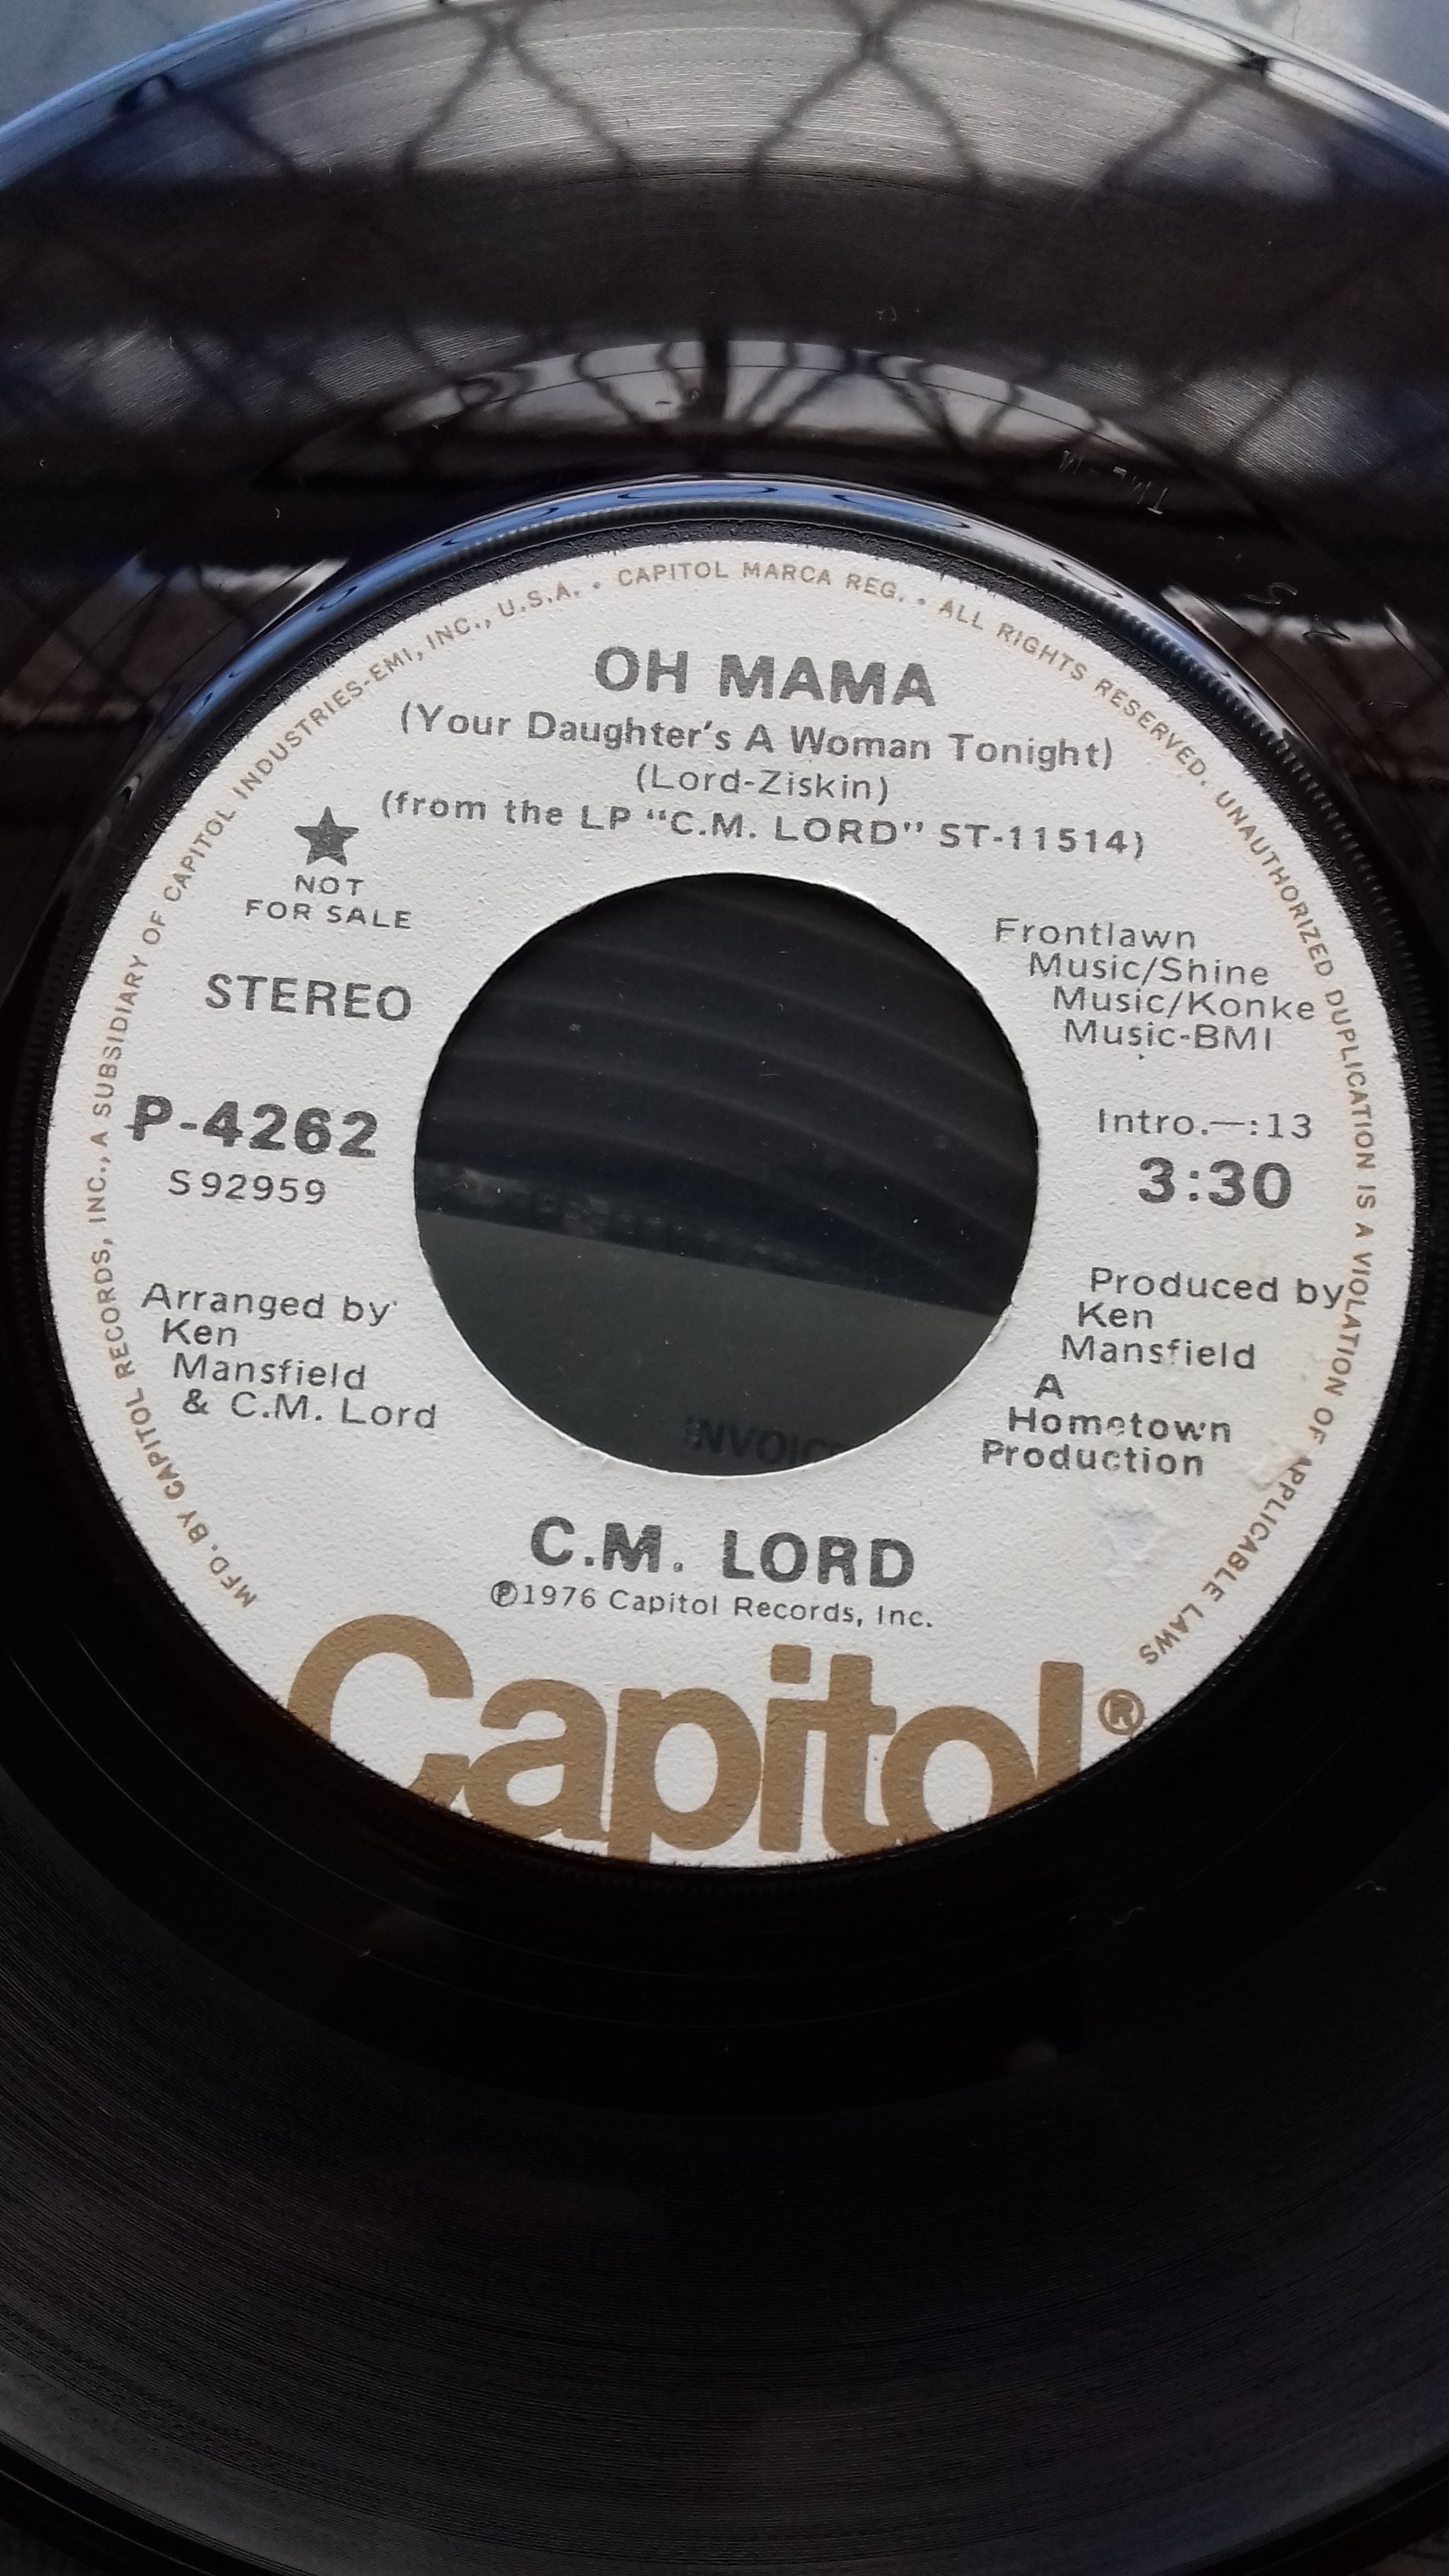 MFD. BY CAPITOL RECORDS, INC., A SUBSIDIARY OF CAPITOL INDUSTRIES-EMI, INC., U.S.A. • CAPITOL MARCA REG. • ALL RIGHTS RESERVED. UNAUTHORIZED DUPLICATION IS A VIOLATION OF APPLICABLE LAWS
OH MAMA
(Your Daughter's A Woman Tonight)
(Lord-Ziskin)
(from the LP "C.M. LORD" ST-11514)
★
NOT
FOR SALE
STEREO
P-4262
S92959
Arranged by
Ken
Mansfield
& C.M. Lord
Frontlawn
Music/Shine
Music/Konke
Music-BMI
Intro.—:13
3:30
Produced by
Ken
Mansfield
A
Hometown
Production
C.M. LORD
℗1976 Capitol Records, Inc.
Capitol®